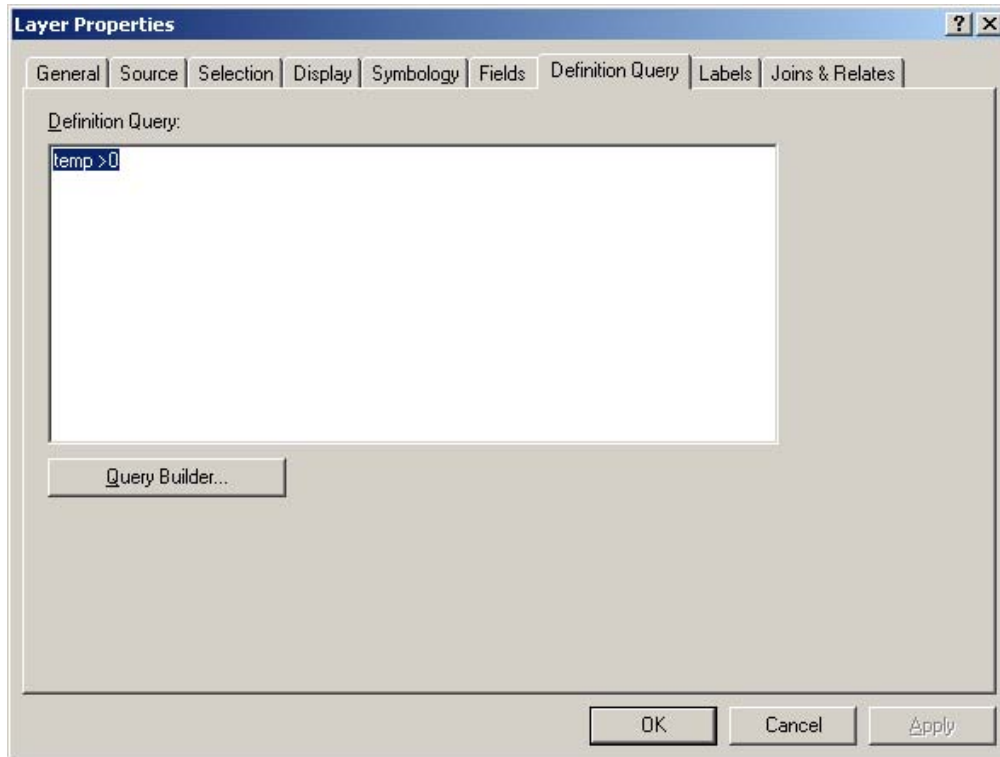 Layer Properties
General Source Selection Display Symbology Fields Definition Query Labels Joins & Relates
Definition Query:
temp >0
Query Builder...
OK Cancel Apply